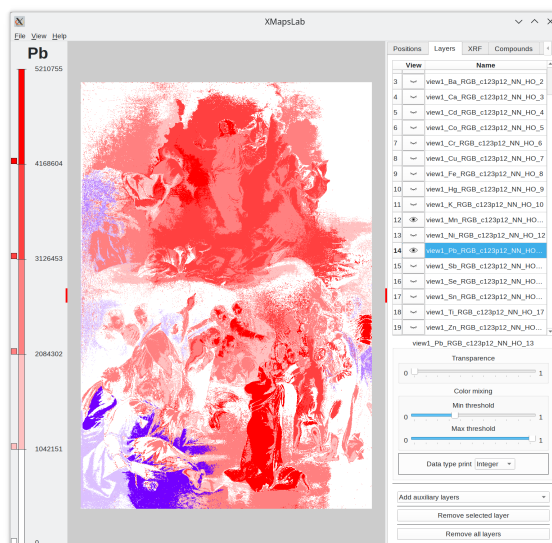 XMapsLab
File View Help
Pb
5210755
4168604
3126453
2084302
1042151
0
Positions Layers XRF Compounds
View Name
3 view1_Ba_RGB_c123p12_NN_HO_2
4 view1_Ca_RGB_c123p12_NN_HO_3
5 view1_Cd_RGB_c123p12_NN_HO_4
6 view1_Co_RGB_c123p12_NN_HO_5
7 view1_Cr_RGB_c123p12_NN_HO_6
8 view1_Cu_RGB_c123p12_NN_HO_7
9 view1_Fe_RGB_c123p12_NN_HO_8
10 view1_Hg_RGB_c123p12_NN_HO_9
11 view1_K_RGB_c123p12_NN_HO_10
12 view1_Mn_RGB_c123p12_NN_HO...
13 view1_Ni_RGB_c123p12_NN_HO_12
14 view1_Pb_RGB_c123p12_NN_HO...
15 view1_Sb_RGB_c123p12_NN_HO...
16 view1_Se_RGB_c123p12_NN_HO...
17 view1_Sn_RGB_c123p12_NN_HO...
18 view1_Ti_RGB_c123p12_NN_HO_17
19 view1_Zn_RGB_c123p12_NN_HO...
view1_Pb_RGB_c123p12_NN_HO_13
Transparence
0 1
Color mixing
Min threshold
0 1
Max threshold
0 1
Data type print Integer
Add auxiliary layers
Remove selected layer
Remove all layers